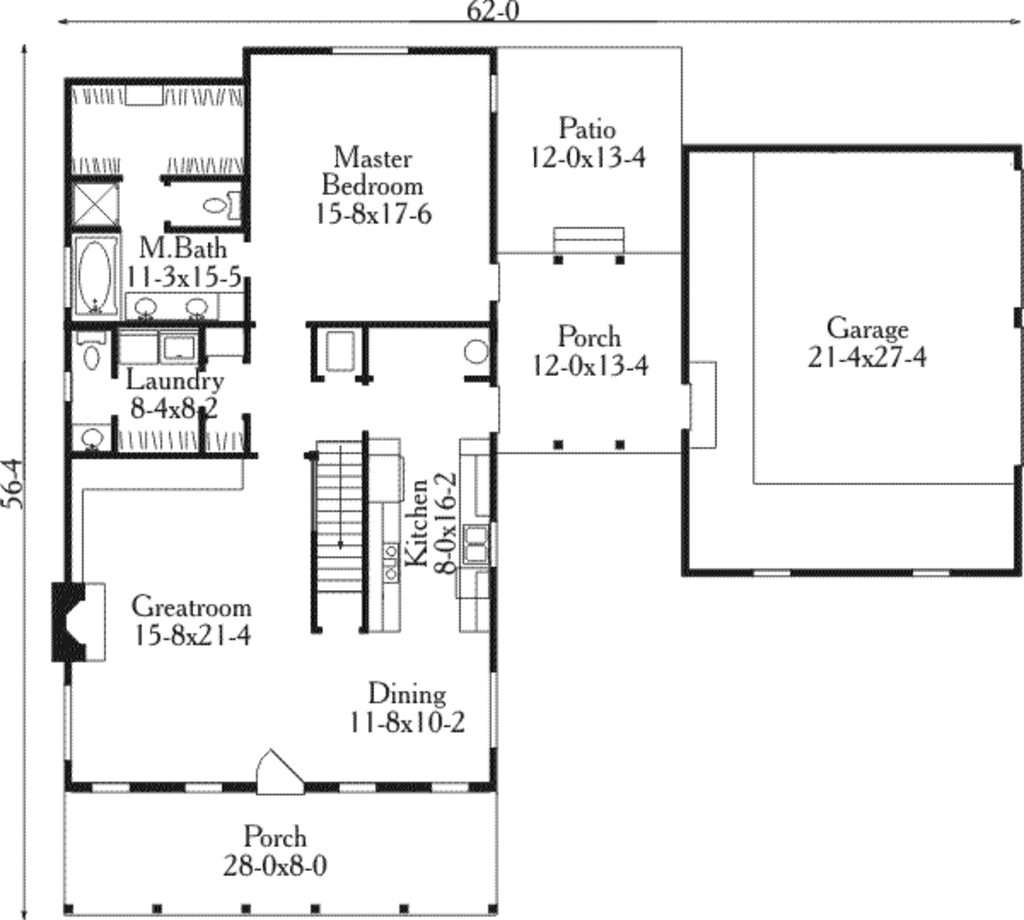 62-0
Patio
12-0x13-4
Master
Bedroom
15-8x17-6
M.Bath
11-3x15-5
Porch
12-0x13-4
Garage
21-4x27-4
Laundry
8-4x8-2
56-4
Kitchen
8-0x16-2
Greatroom
15-8x21-4
Dining
11-8x10-2
Porch
28-0x8-0